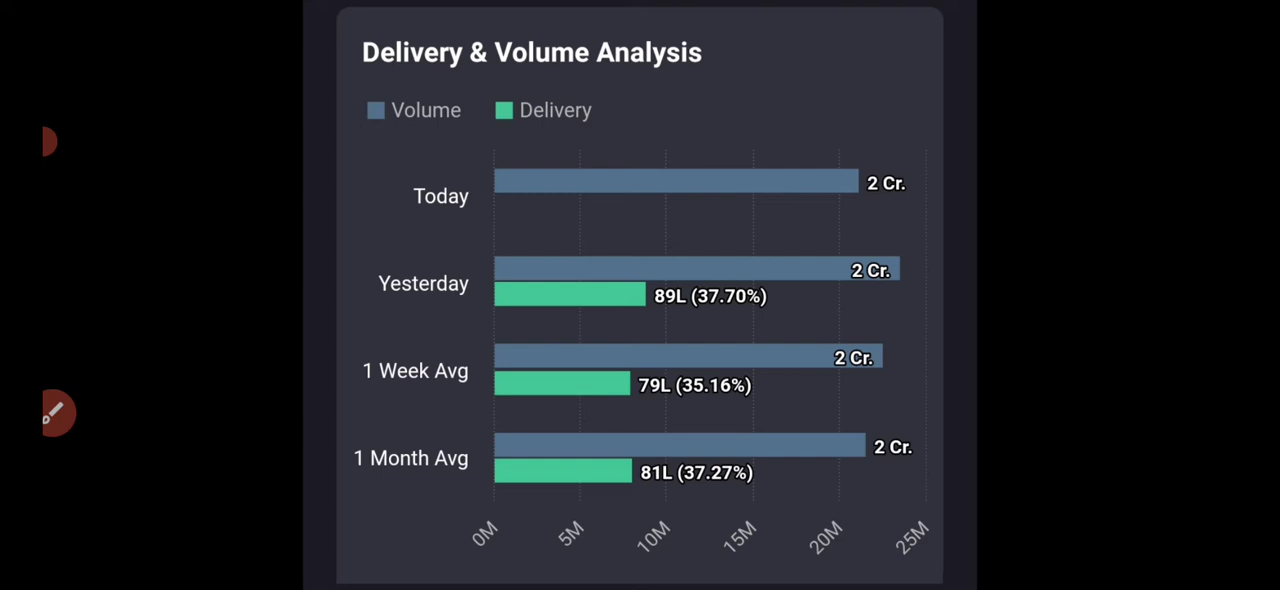 Delivery & Volume Analysis
Volume Delivery
Today 2 Cr.
Yesterday 2 Cr.
89L (37.70%)
1 Week Avg 2 Cr.
79L (35.16%)
1 Month Avg 2 Cr.
81L (37.27%)
0M 5M 10M 15M 20M 25M